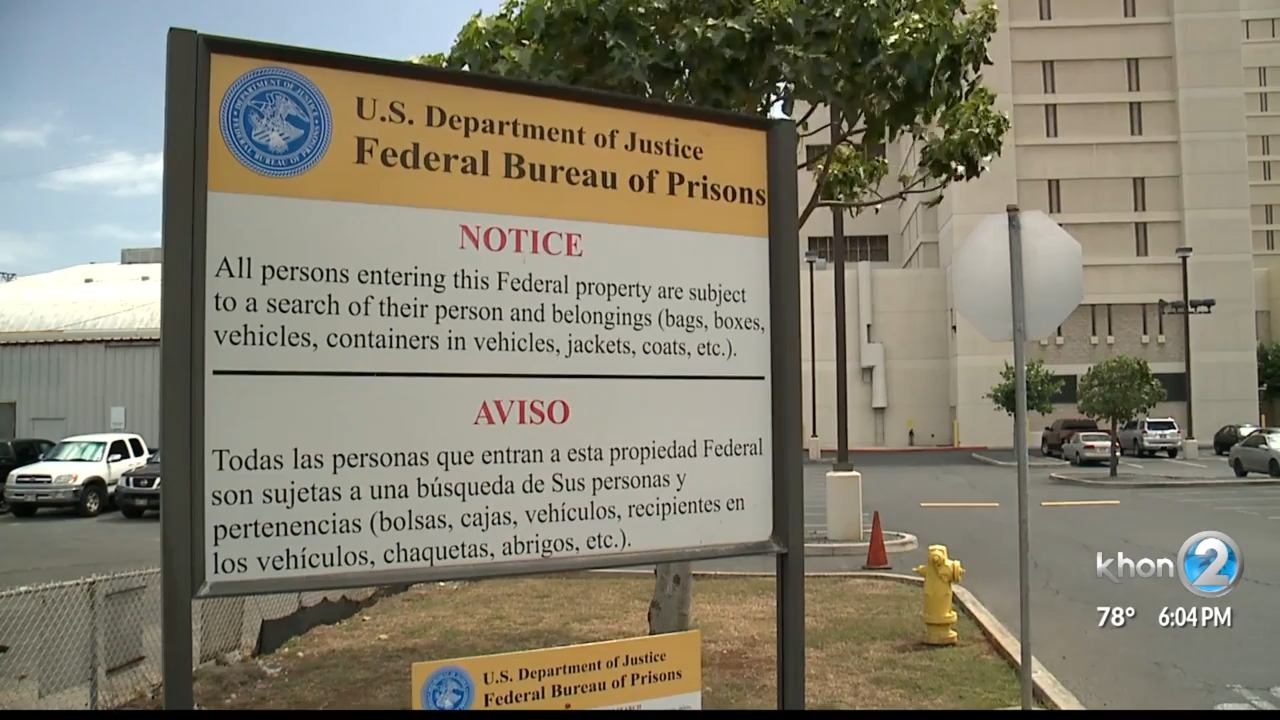 U.S. Department of Justice
Federal Bureau of Prisons
NOTICE
All persons entering this Federal property are subject
to a search of their person and belongings (bags, boxes,
vehicles, containers in vehicles, jackets, coats, etc.).
AVISO
Todas las personas que entran a esta propiedad Federal
son sujetas a una búsqueda de Sus personas y
pertenencias (bolsas, cajas, vehículos, recipientes en
los vehículos, chaquetas, abrigos, etc.).
U.S. Department of Justice
Federal Bureau of Prisons
khon 2
78° 6:04 PM